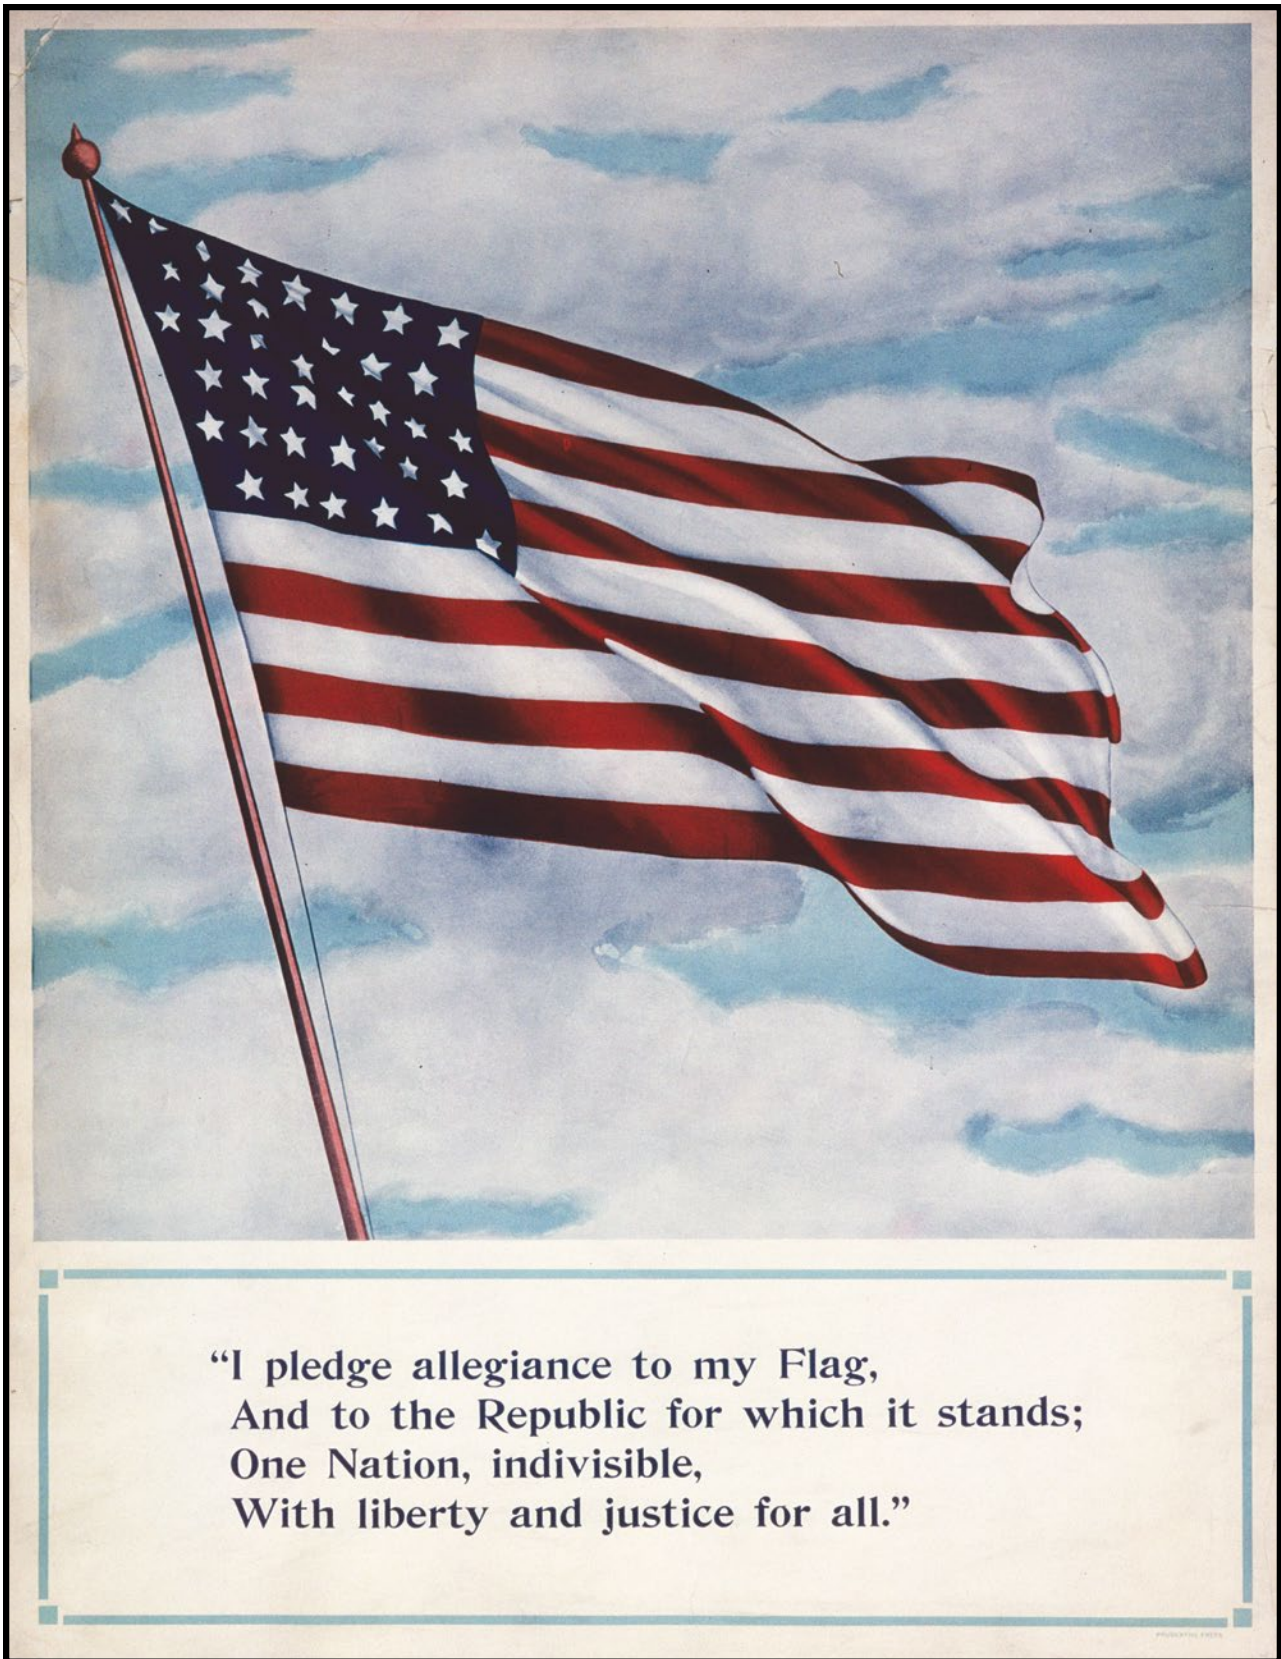 “I pledge allegiance to my Flag,
And to the Republic for which it stands;
One Nation, indivisible,
With liberty and justice for all.”